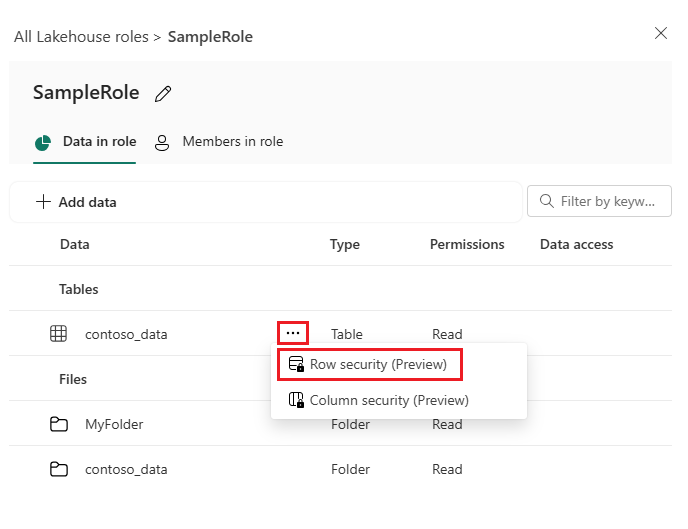 All Lakehouse roles > SampleRole
SampleRole
Data in role Members in role
Add data Filter by keyw...
Data Type Permissions Data access
Tables
contoso_data ... Table Read
Row security (Preview)
Files
Column security (Preview)
MyFolder Folder Read
contoso_data Folder Read